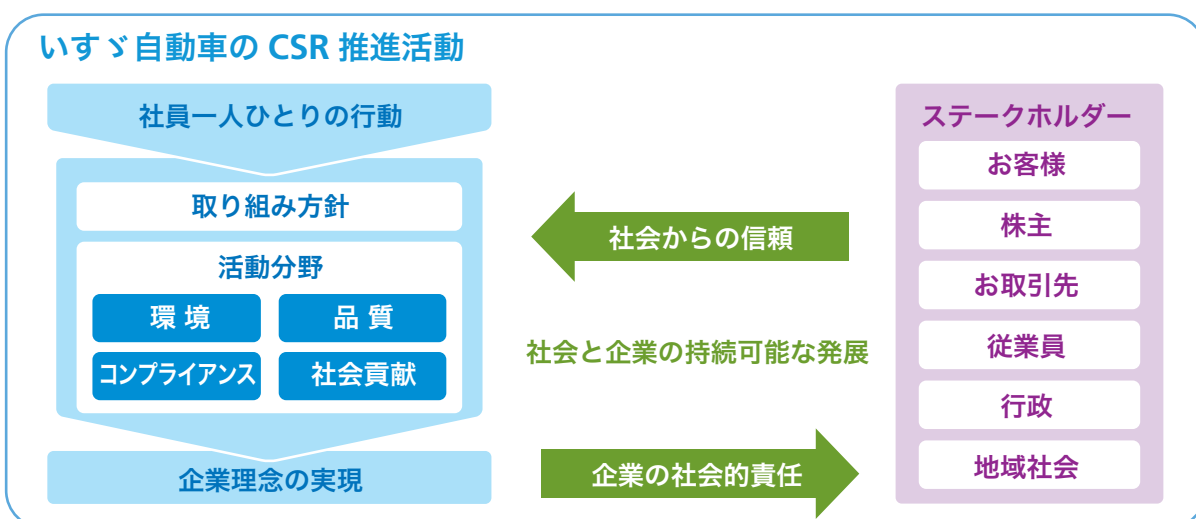 いすゞ自動車の CSR 推進活動
社員一人ひとりの行動
取り組み方針
活動分野
環 境
品 質
コンプライアンス
社会貢献
企業理念の実現
社会からの信頼
社会と企業の持続可能な発展
企業の社会的責任
ステークホルダー
お客様
株主
お取引先
従業員
行政
地域社会